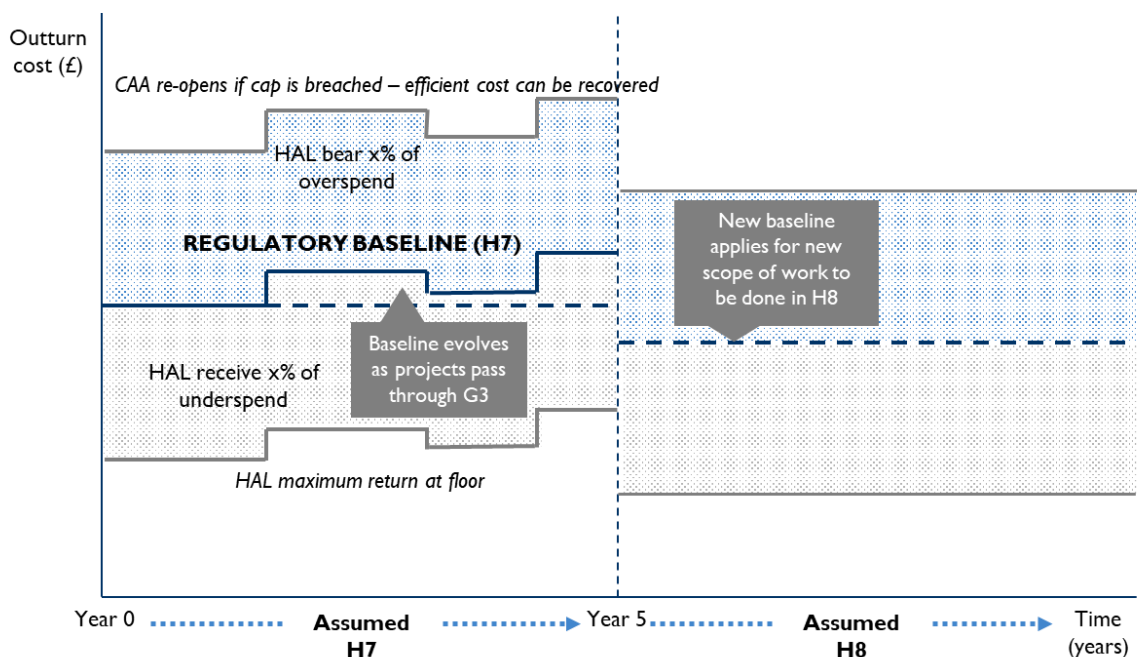 Outturn
cost (£)
CAA re-opens if cap is breached – efficient cost can be recovered
HAL bear x% of
overspend
REGULATORY BASELINE (H7)
New baseline
applies for new
scope of work to
be done in H8
Baseline evolves
as projects pass
through G3
HAL receive x% of
underspend
HAL maximum return at floor
Year 0
Assumed
H7
Year 5
Assumed
H8
Time
(years)